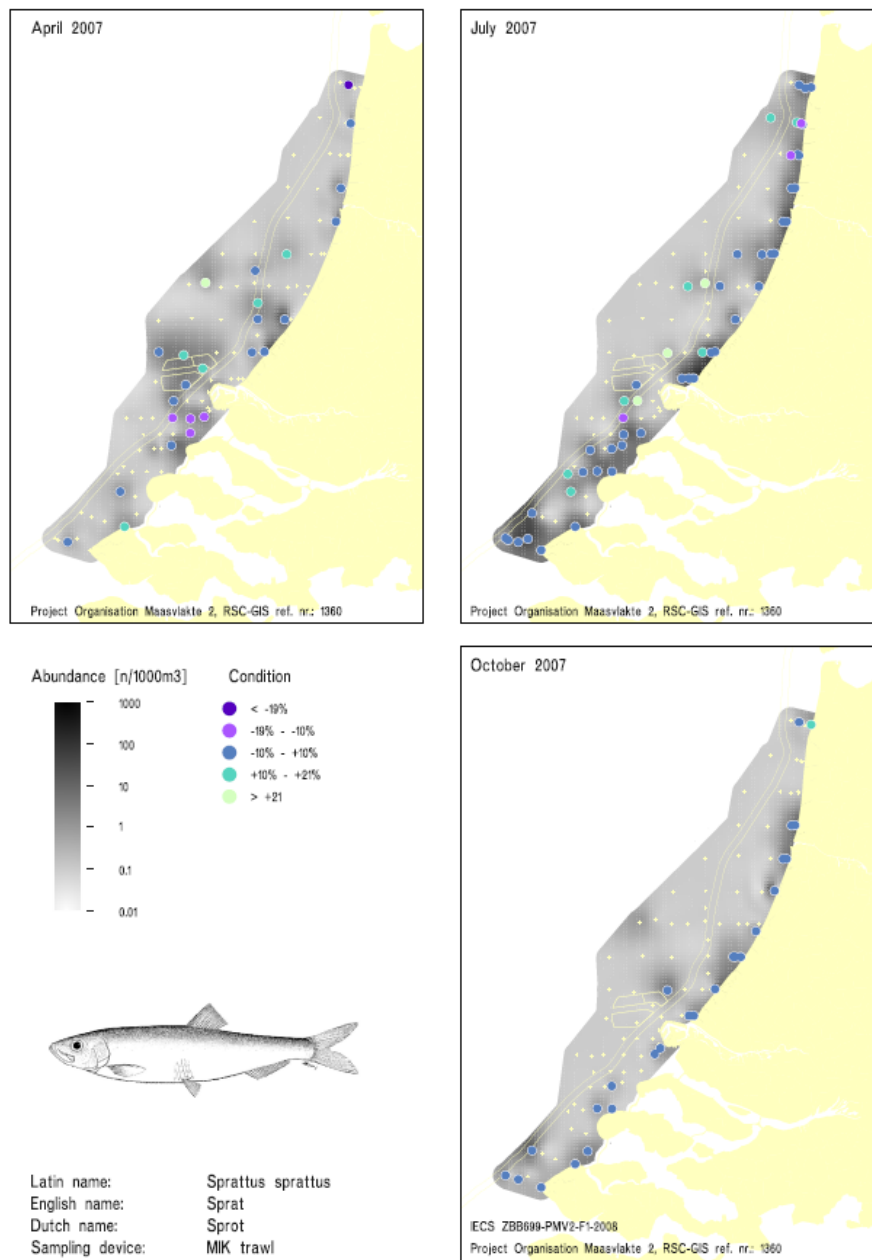 April 2007
July 2007
Project Organisation Maasvlakte 2, RSC-GIS ref. nr.: 1360
Project Organisation Maasvlakte 2, RSC-GIS ref. nr.: 1360
Abundance [n/1000m3]
1000
100
10
1
0.1
0.01
Condition
< -19%
-19% - -10%
-10% - +10%
+10% - +21%
> +21
October 2007
Latin name: Sprattus sprattus
English name: Sprat
Dutch name: Sprot
Sampling device: MIK trawl
IECS ZBB699-PMV2-F1-2008
Project Organisation Maasvlakte 2, RSC-GIS ref. nr.: 1360